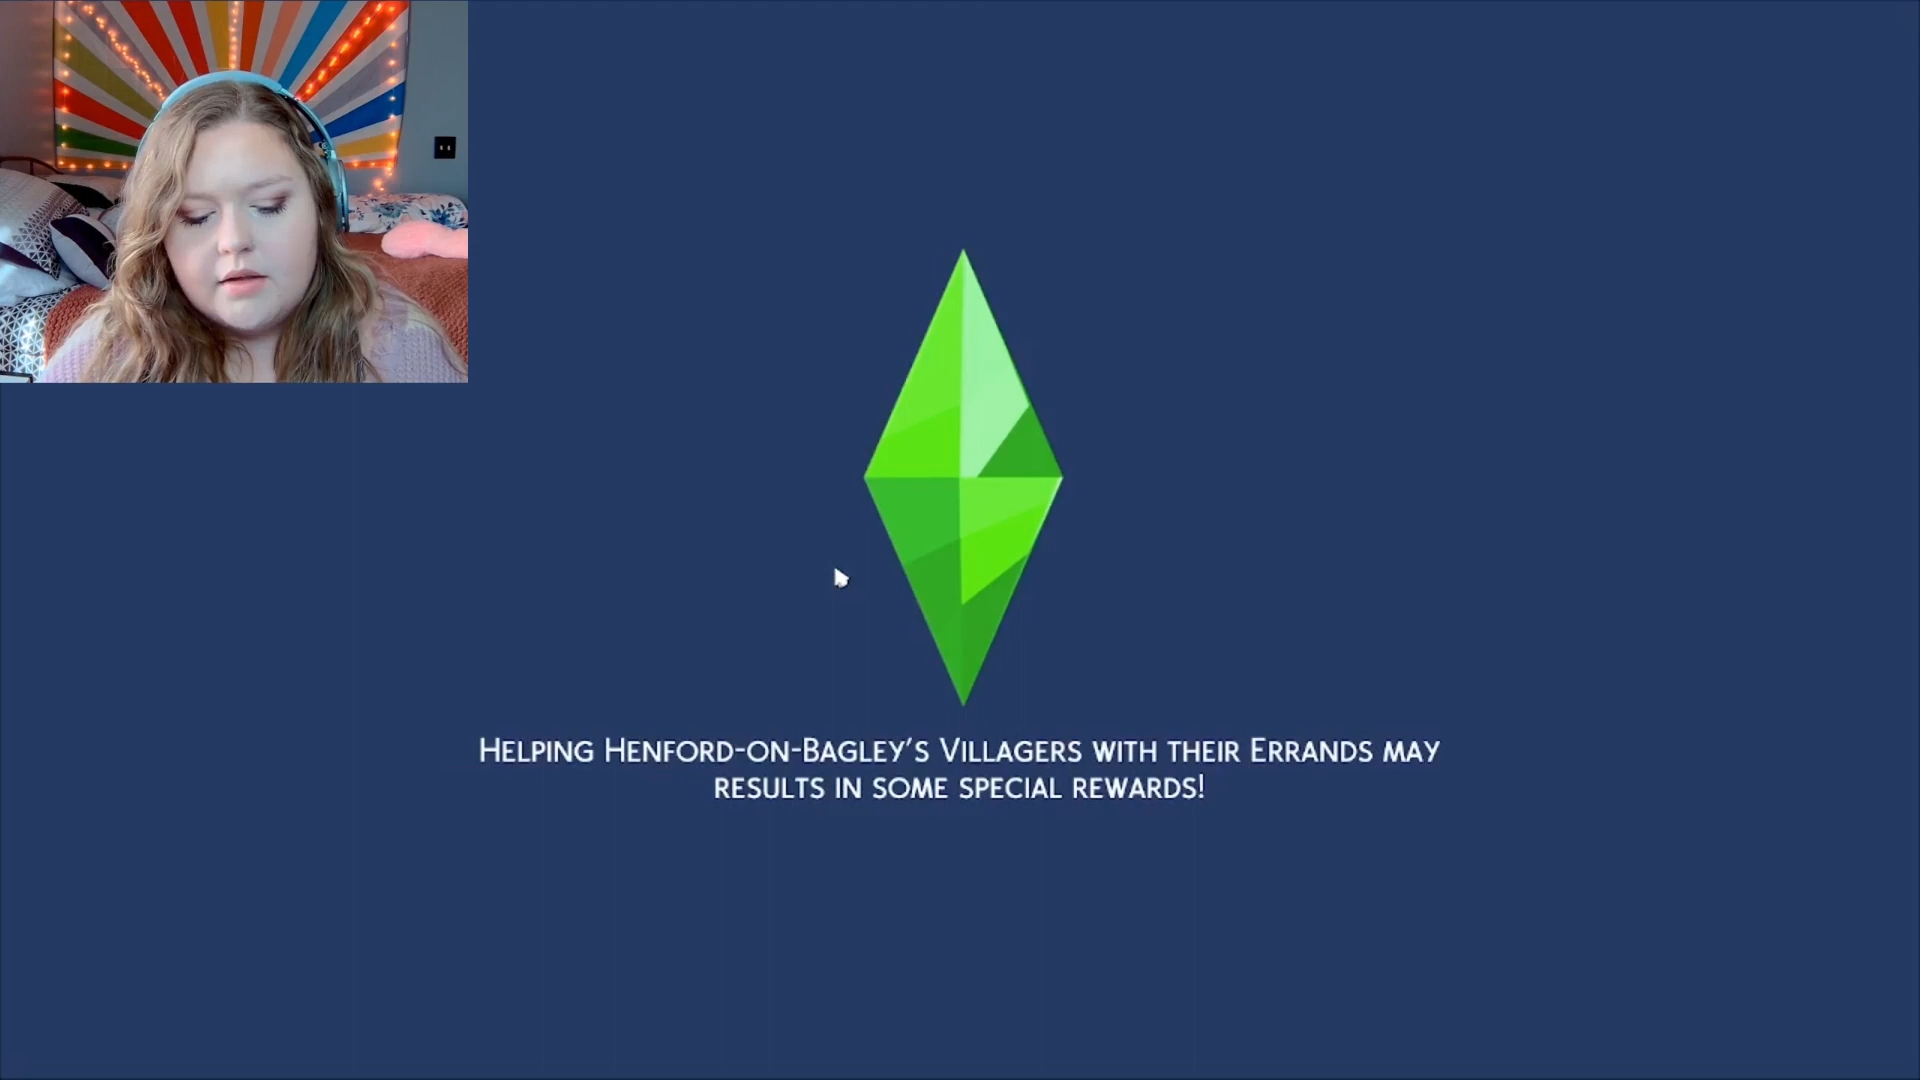 Helping Henford-on-Bagley's Villagers with their Errands may
results in some special rewards!